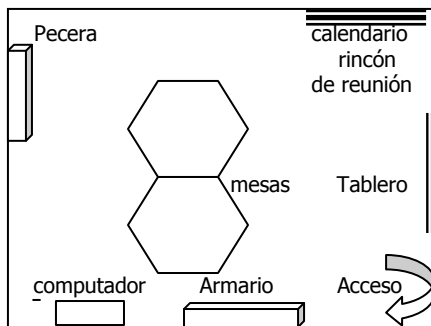 Pecera
calendario
rincón
de reunión
mesas
Tablero
computador
Armario
Acceso